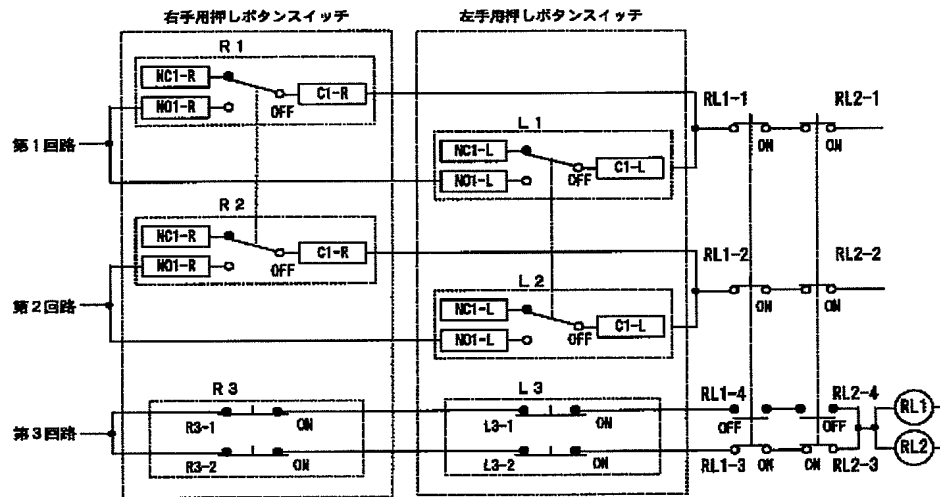 右手用押しボタンスイッチ 左手用押しボタンスイッチ
R1
NC1-R
C1-R
NO1-R
OFF
RL1-1 RL2-1
ON ON
第1回路
L1
NC1-L
C1-L
NO1-L
OFF
R2
NC1-R
C1-R
NO1-R
OFF
RL1-2 RL2-2
ON ON
第2回路
L2
NC1-L
C1-L
NO1-L
OFF
R3 L3
RL1-4 RL2-4
R3-1 ON L3-1 ON
OFF OFF
RL1
第3回路
R3-2 ON L3-2 ON
RL1-3 ON ON RL2-3
RL2